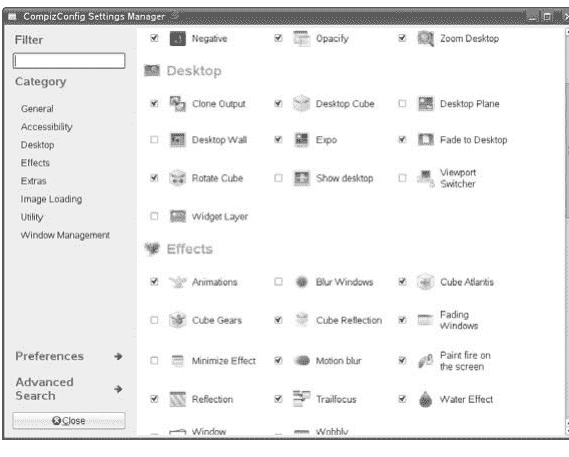 CompizConfig Settings Manager
Filter
Category
General
Accessibility
Desktop
Effects
Extras
Image Loading
Utility
Window Management
Preferences
Advanced
Search
Close
Negative Opacify Zoom Desktop
Desktop
Clone Output Desktop Cube Desktop Plane
Desktop Wall Expo Fade to Desktop
Rotate Cube Show desktop Viewport
Switcher
Widget Layer
Effects
Animations Blur Windows Cube Atlantis
Cube Gears Cube Reflection Fading
Windows
Minimize Effect Motion blur Paint fire on
the screen
Reflection Trailfocus Water Effect
Window Wobbly